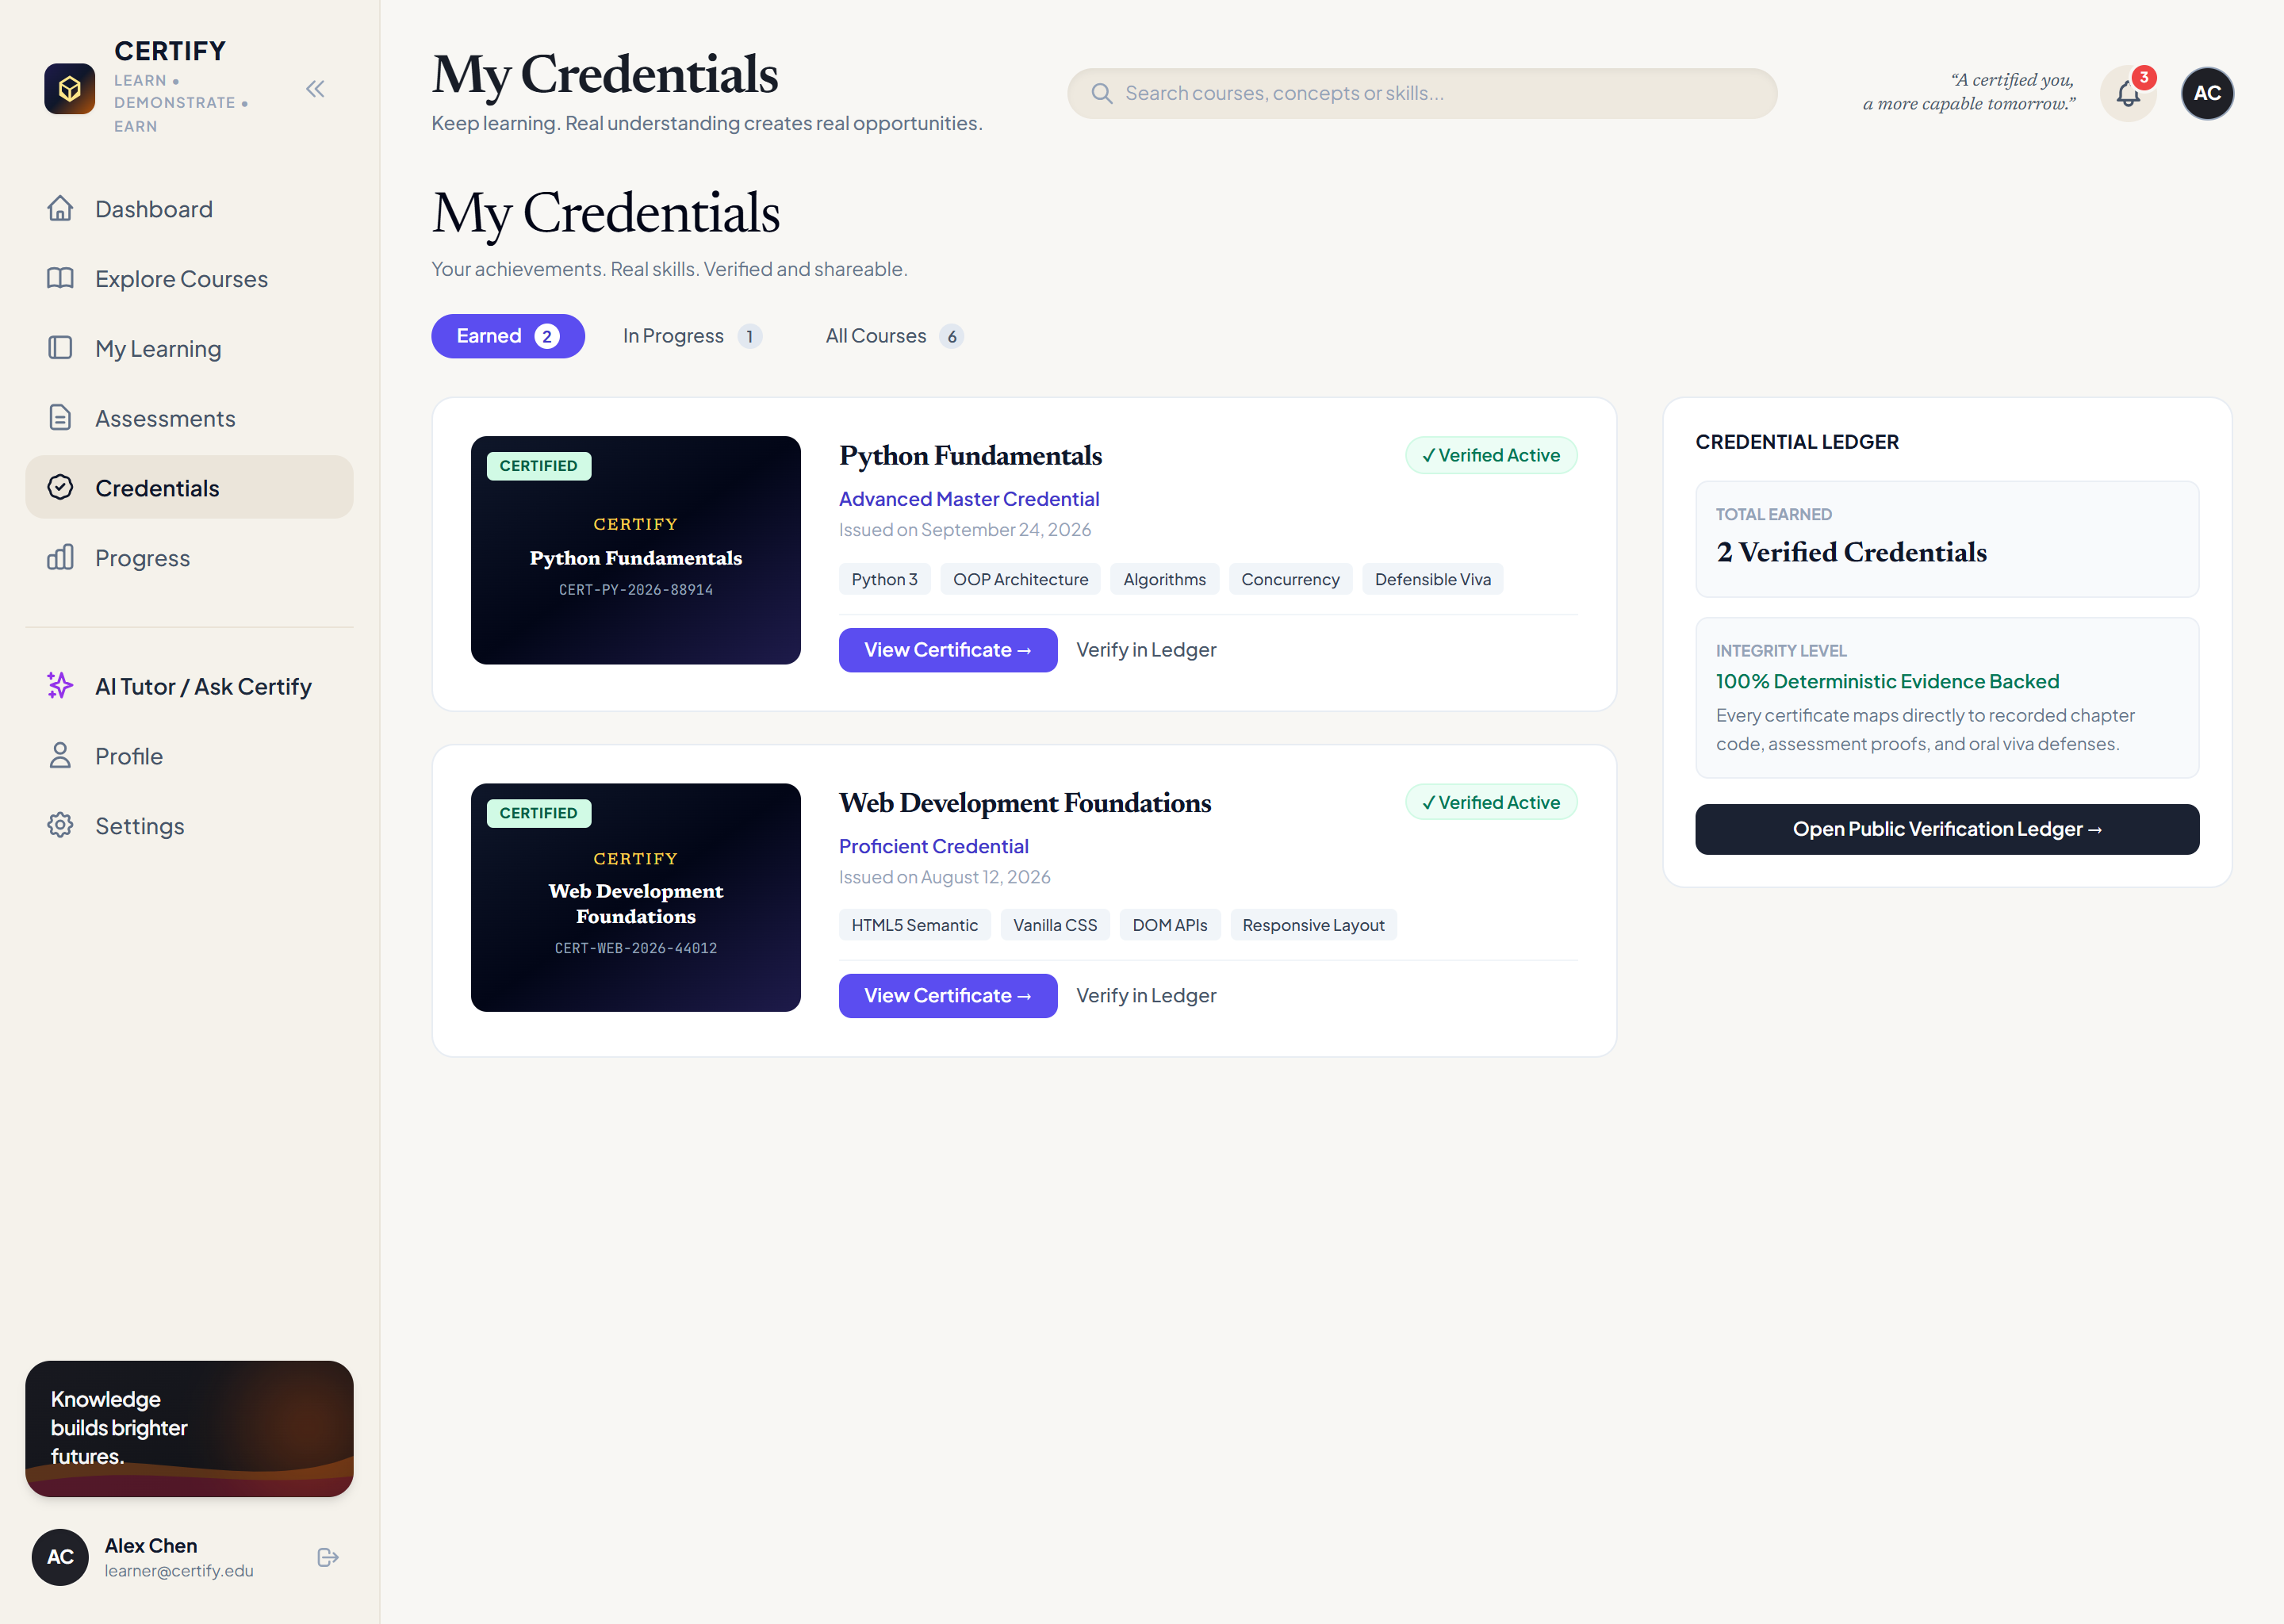 CERTIFY
LEARN •
DEMONSTRATE •
EARN
Dashboard
Explore Courses
My Learning
Assessments
Credentials
Progress
AI Tutor / Ask Certify
Profile
Settings
Knowledge
builds brighter
futures.
AC
Alex Chen
learner@certify.edu
My Credentials
Keep learning. Real understanding creates real opportunities.
Search courses, concepts or skills...
“A certified you,
a more capable tomorrow.”
3
AC
My Credentials
Your achievements. Real skills. Verified and shareable.
Earned 2
In Progress 1
All Courses 6
CERTIFIED
CERTIFY
Python Fundamentals
CERT-PY-2026-88914
Python Fundamentals
✓ Verified Active
Advanced Master Credential
Issued on September 24, 2026
Python 3 OOP Architecture Algorithms Concurrency Defensible Viva
View Certificate → Verify in Ledger
CERTIFIED
CERTIFY
Web Development
Foundations
CERT-WEB-2026-44012
Web Development Foundations
✓ Verified Active
Proficient Credential
Issued on August 12, 2026
HTML5 Semantic Vanilla CSS DOM APIs Responsive Layout
View Certificate → Verify in Ledger
CREDENTIAL LEDGER
TOTAL EARNED
2 Verified Credentials
INTEGRITY LEVEL
100% Deterministic Evidence Backed
Every certificate maps directly to recorded chapter
code, assessment proofs, and oral viva defenses.
Open Public Verification Ledger →